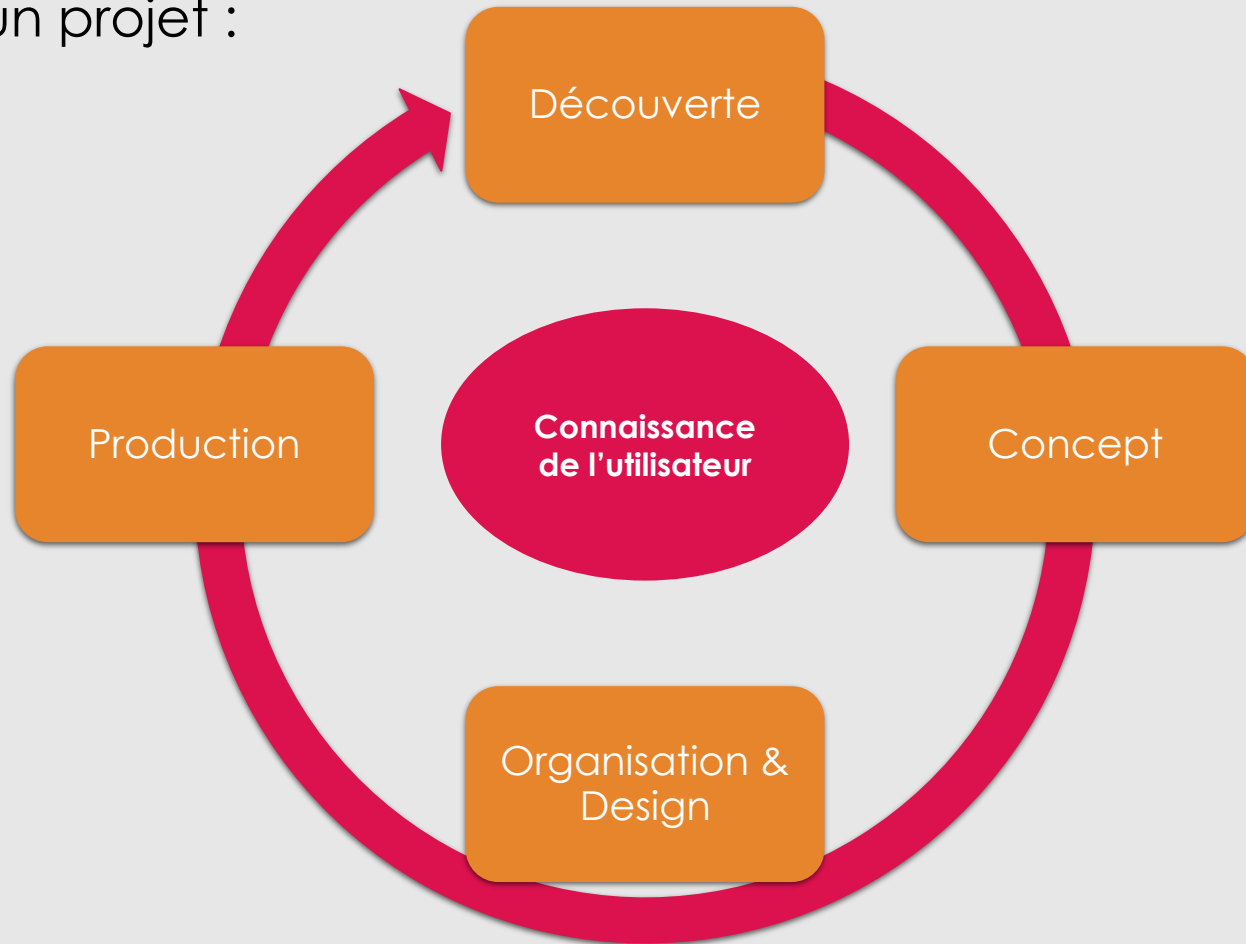 un projet :
Découverte
Production
Connaissance
de l’utilisateur
Concept
Organisation &
Design